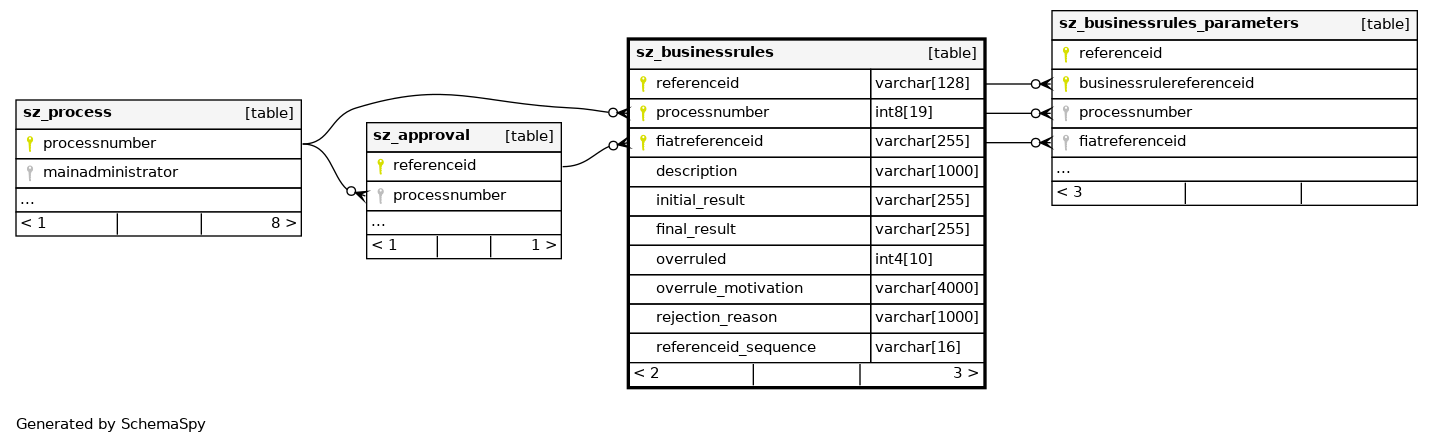 sz_process [table]
processnumber
mainadministrator
...
< 1 8 >
sz_approval [table]
referenceid
processnumber
...
< 1 1 >
sz_businessrules [table]
referenceid varchar[128]
processnumber int8[19]
fiatreferenceid varchar[255]
description varchar[1000]
initial_result varchar[255]
final_result varchar[255]
overruled int4[10]
overrule_motivation varchar[4000]
rejection_reason varchar[1000]
referenceid_sequence varchar[16]
< 2 3 >
sz_businessrules_parameters [table]
referenceid
businessrulereferenceid
processnumber
fiatreferenceid
...
< 3
Generated by SchemaSpy